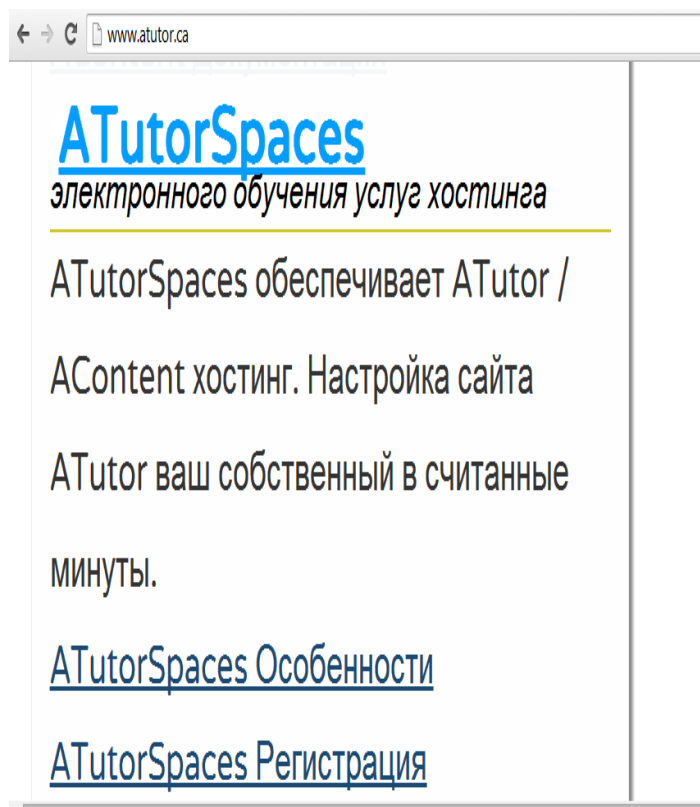 www.atutor.ca
ATutorSpaces
электронного обучения услуг хостинга
ATutorSpaces обеспечивает ATutor /
AContent хостинг. Настройка сайта
ATutor ваш собственный в считанные
минуты.
ATutorSpaces Особенности
ATutorSpaces Регистрация